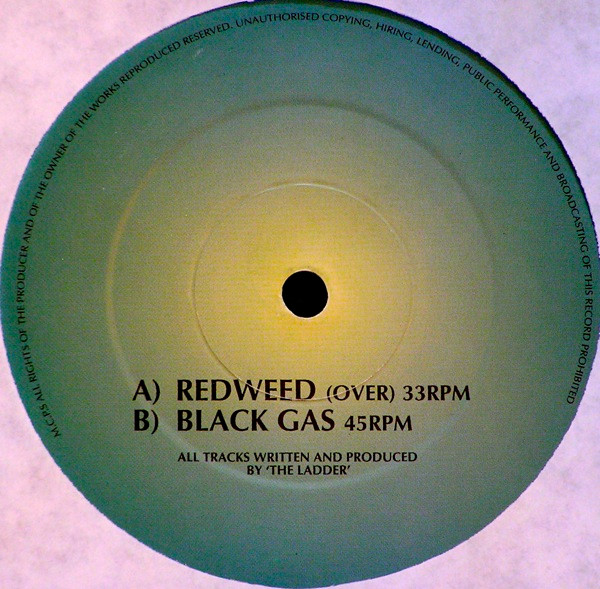 M.C.P.S ALL RIGHTS OF THE PRODUCER AND OF THE OWNER OF THE WORKS REPRODUCED RESERVED. UNAUTHORISED COPYING, HIRING, LENDING, PUBLIC PERFORMANCE AND BROADCASTING OF THIS RECORD PROHIBITED
A) REDWEED (OVER) 33RPM
B) BLACK GAS 45RPM
ALL TRACKS WRITTEN AND PRODUCED
BY 'THE LADDER'